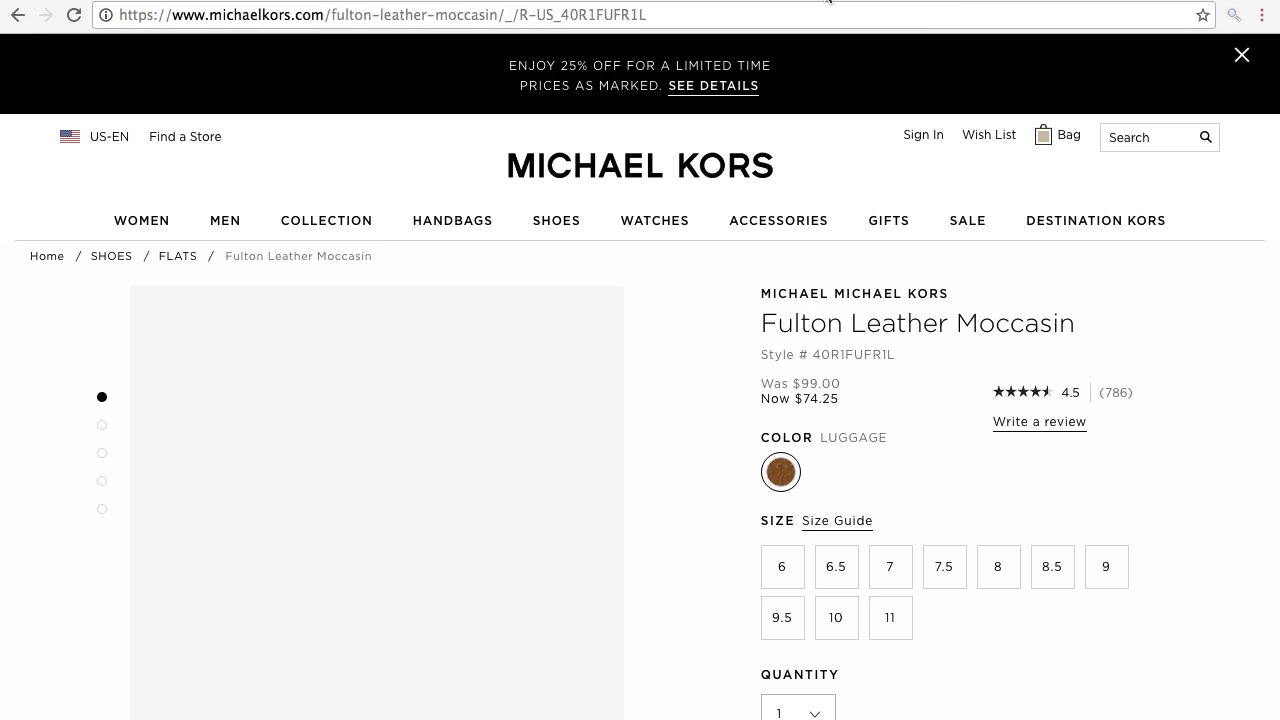 https://www.michaelkors.com/fulton-leather-moccasin/_/R-US_40R1FUFR1L
ENJOY 25% OFF FOR A LIMITED TIME
PRICES AS MARKED. SEE DETAILS
US-EN Find a Store
Sign In Wish List Bag Search
MICHAEL KORS
WOMEN MEN COLLECTION HANDBAGS SHOES WATCHES ACCESSORIES GIFTS SALE DESTINATION KORS
Home / SHOES / FLATS / Fulton Leather Moccasin
MICHAEL MICHAEL KORS
Fulton Leather Moccasin
Style # 40R1FUFR1L
Was $99.00
Now $74.25
4.5 (786)
Write a review
COLOR LUGGAGE
SIZE Size Guide
6 6.5 7 7.5 8 8.5 9
9.5 10 11
QUANTITY
1